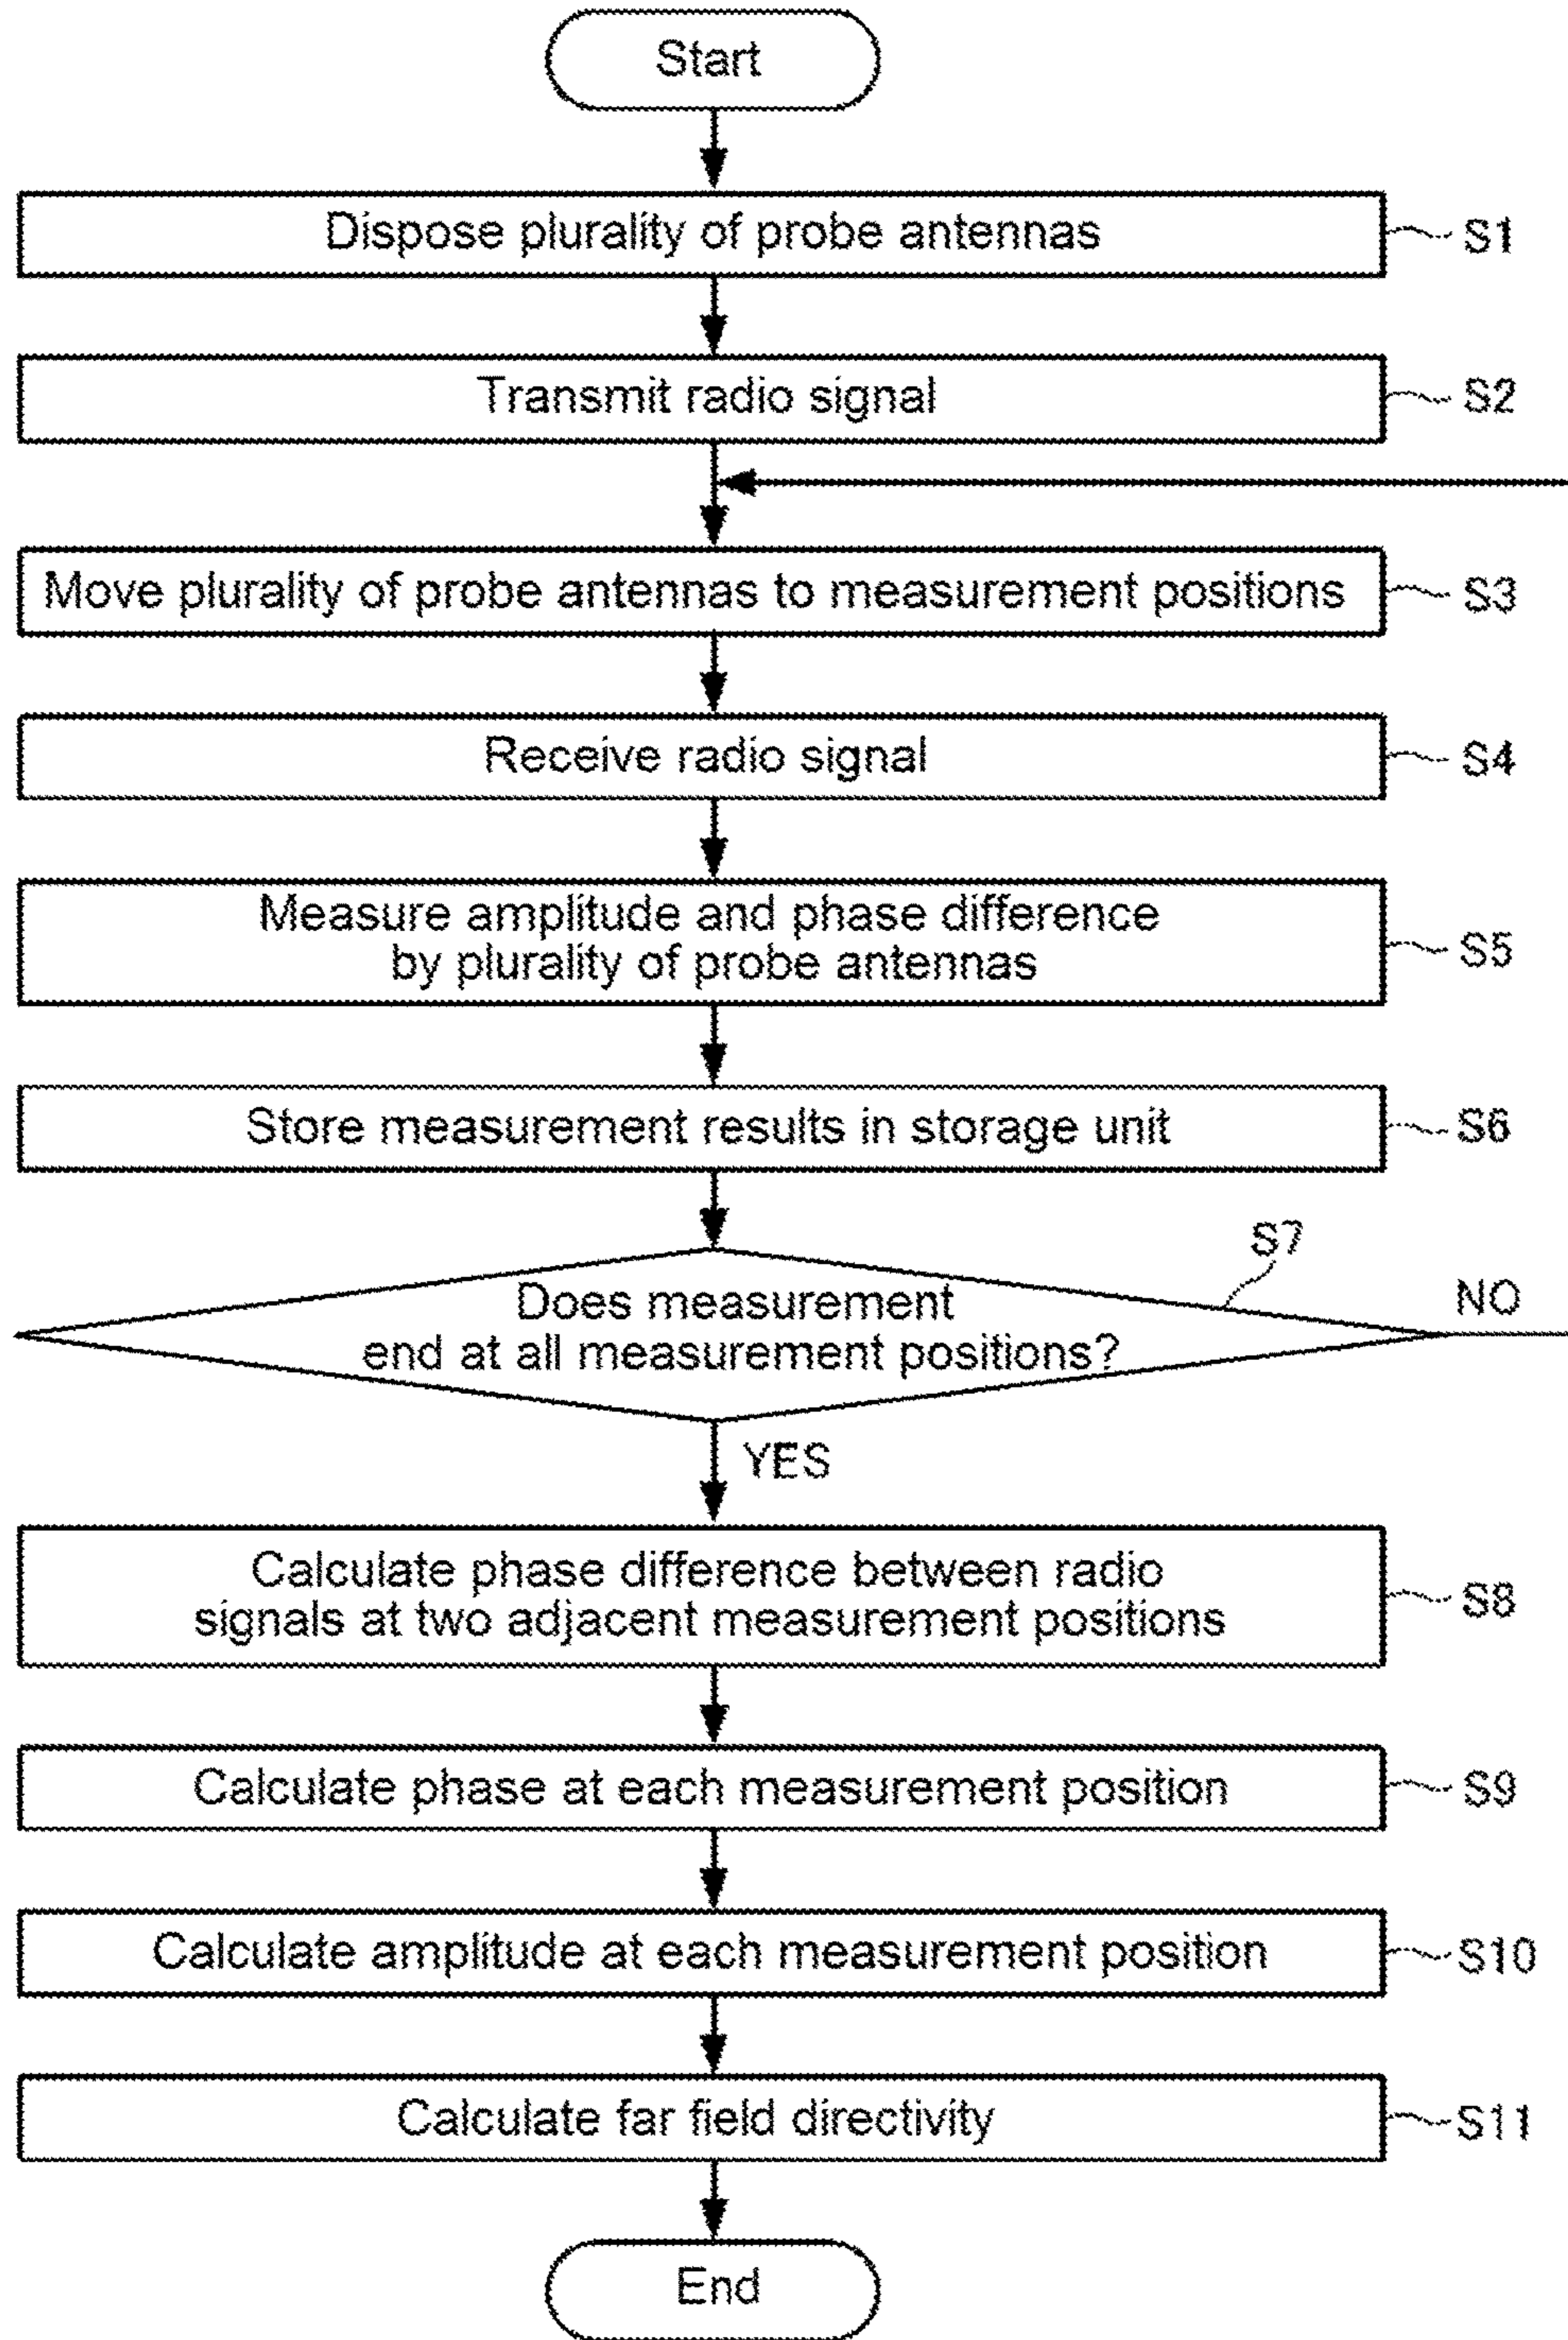 Start
Dispose plurality of probe antennas
S1
Transmit radio signal
S2
Move plurality of probe antennas to measurement positions
S3
Receive radio signal
S4
Measure amplitude and phase difference
by plurality of probe antennas
S5
Store measurement results in storage unit
S6
S7
Does measurement
end at all measurement positions?
NO
YES
Calculate phase difference between radio
signals at two adjacent measurement positions
S8
Calculate phase at each measurement position
S9
Calculate amplitude at each measurement position
S10
Calculate far field directivity
S11
End